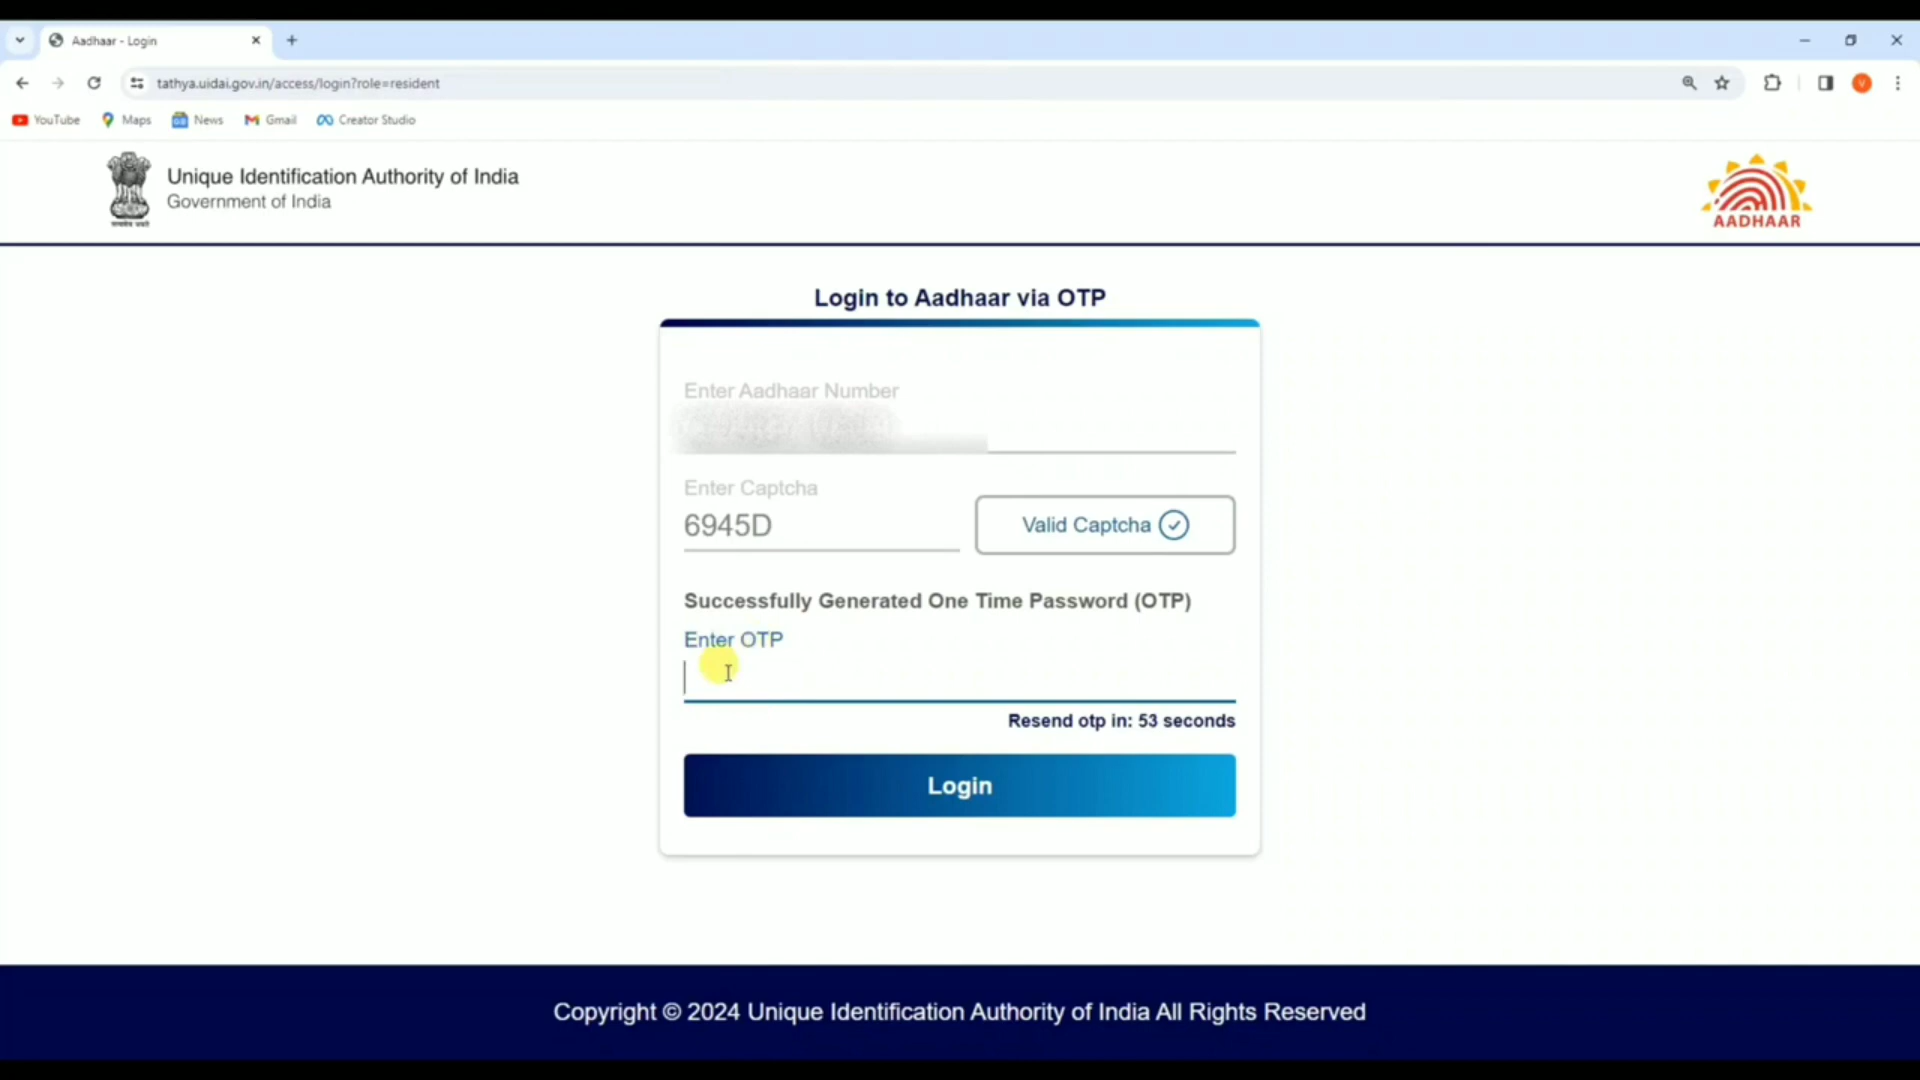 Aadhaar - Login
tathya.uidai.gov.in/access/login?role=resident
YouTube Maps News Gmail Creator Studio
Unique Identification Authority of India
Government of India
AADHAAR
Login to Aadhaar via OTP
Enter Aadhaar Number
Enter Captcha
6945D
Valid Captcha
Successfully Generated One Time Password (OTP)
Enter OTP
Resend otp in: 53 seconds
Login
Copyright © 2024 Unique Identification Authority of India All Rights Reserved